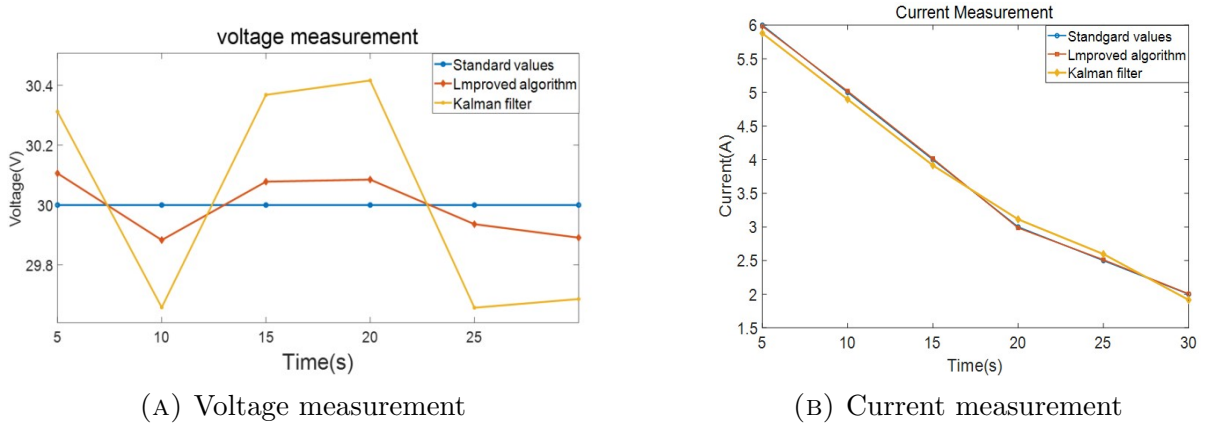 voltage measurement
Standard values
Lmproved algorithm
Kalman filter
30.4
30.2
30
29.8
Voltage(V)
5 10 15 20 25
Time(s)
(A) Voltage measurement
Current Measurement
Standgard values
Lmproved algorithm
Kalman filter
6
5.5
5
4.5
4
3.5
3
2.5
2
1.5
Current(A)
5 10 15 20 25 30
Time(s)
(B) Current measurement